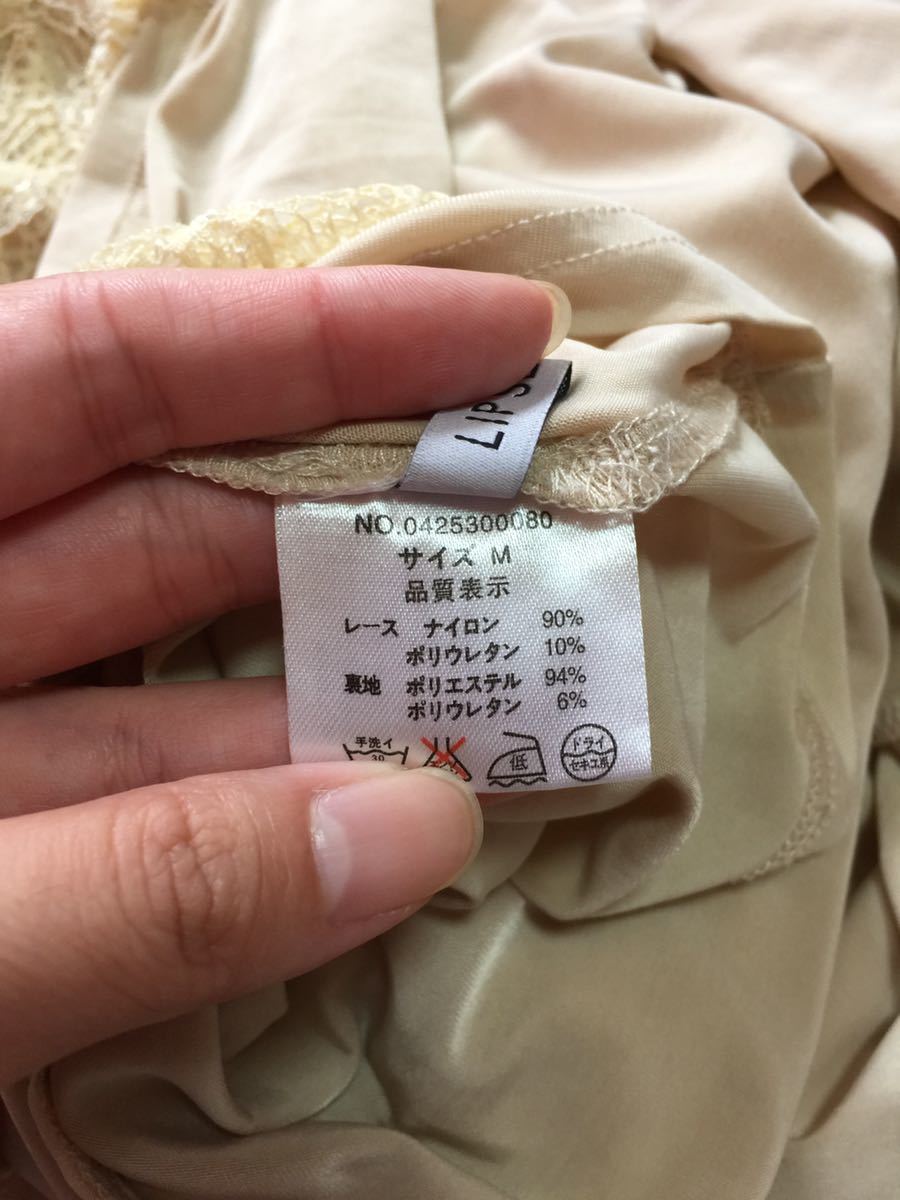 LIPS
NO.0425300080
サイズ M
品質表示
レース ナイロン 90%
ポリウレタン 10%
裏地 ポリエステル 94%
ポリウレタン 6%
手洗イ 30 低 ドライ セキユ系